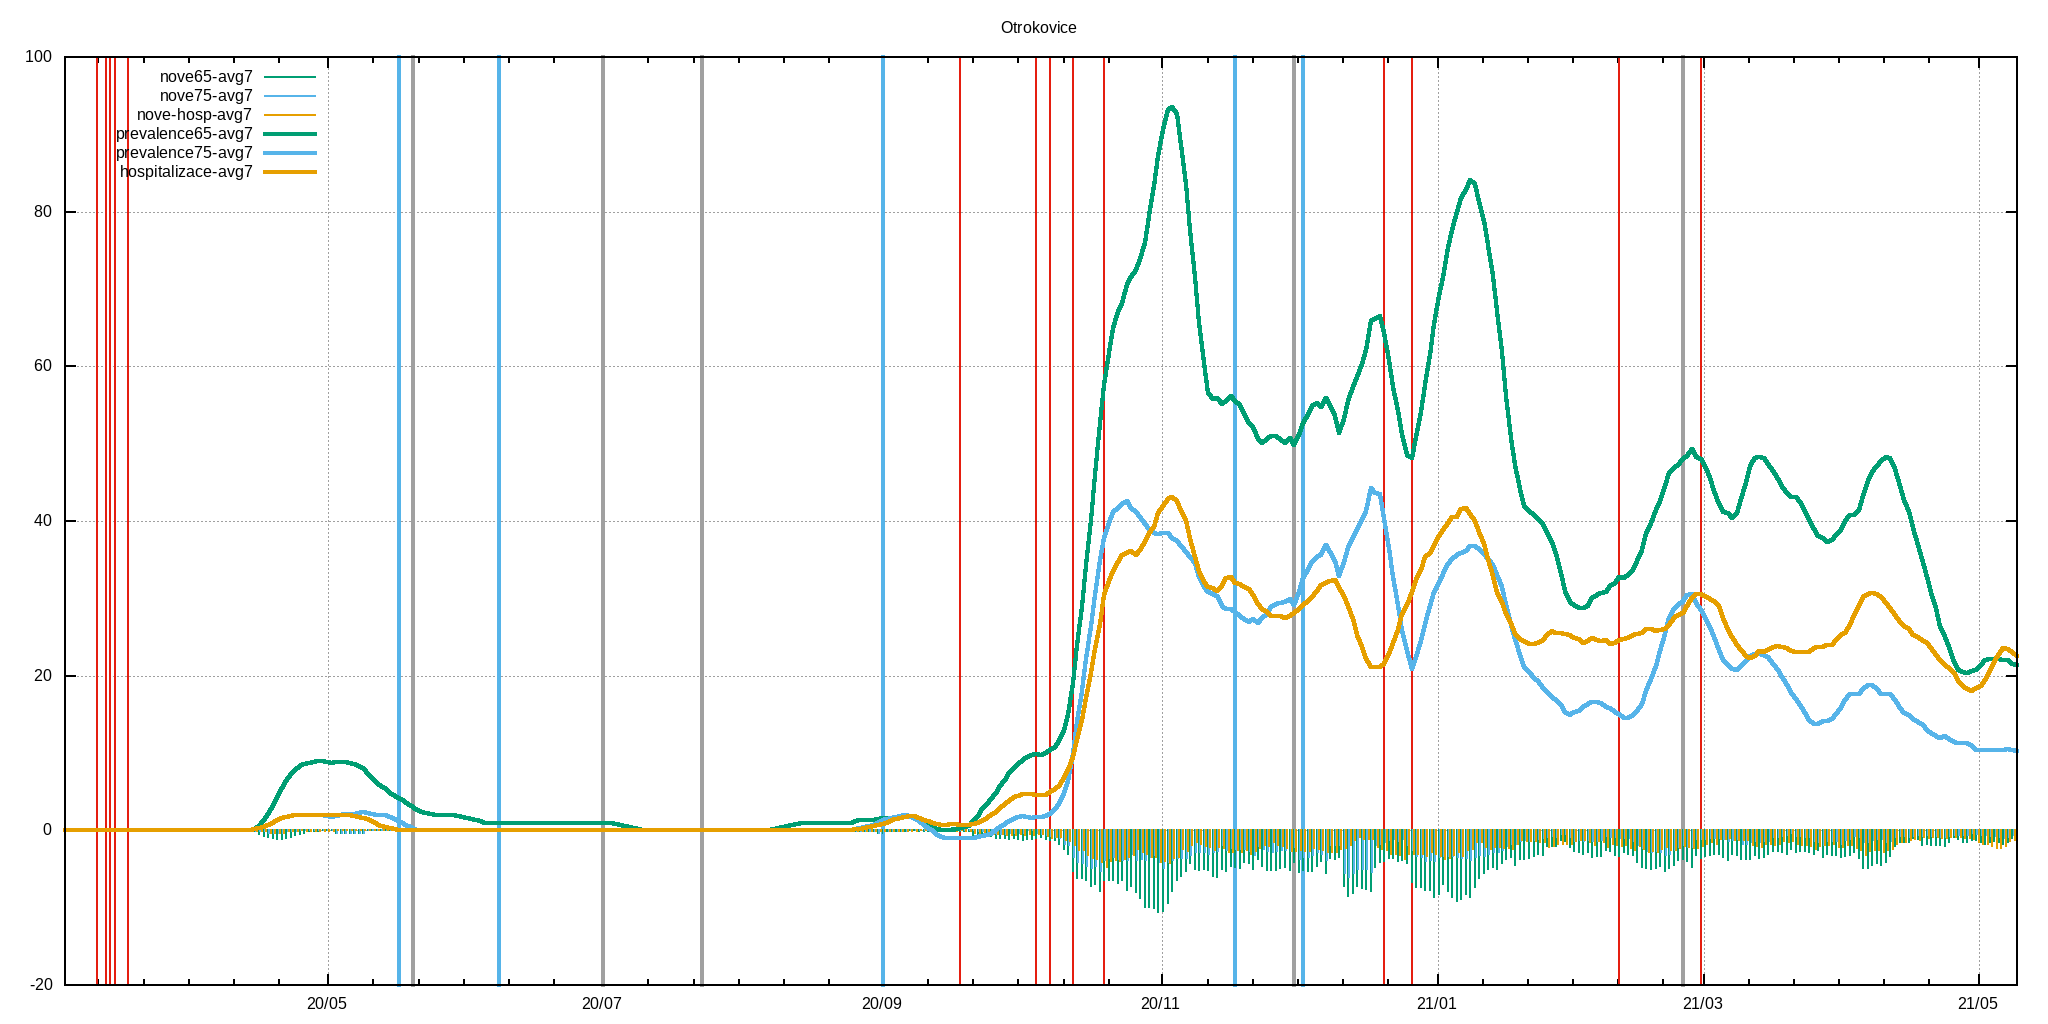 Otrokovice
100
nove65-avg7
nove75-avg7
nove-hosp-avg7
prevalence65-avg7
prevalence75-avg7
hospitalizace-avg7
80
60
40
20
0
-20
20/05 20/07 20/09 20/11 21/01 21/03 21/05